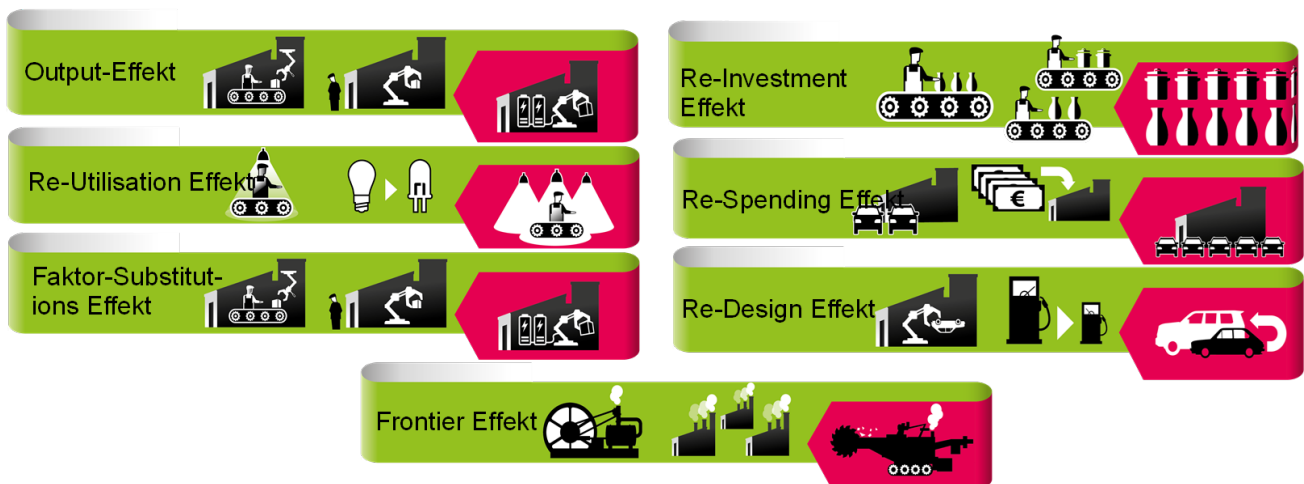 Output-Effekt
Re-Utilisation Effekt
Faktor-Substitut-
ions Effekt
Re-Investment
Effekt
Re-Spending Effekt
€
Re-Design Effekt
Frontier Effekt